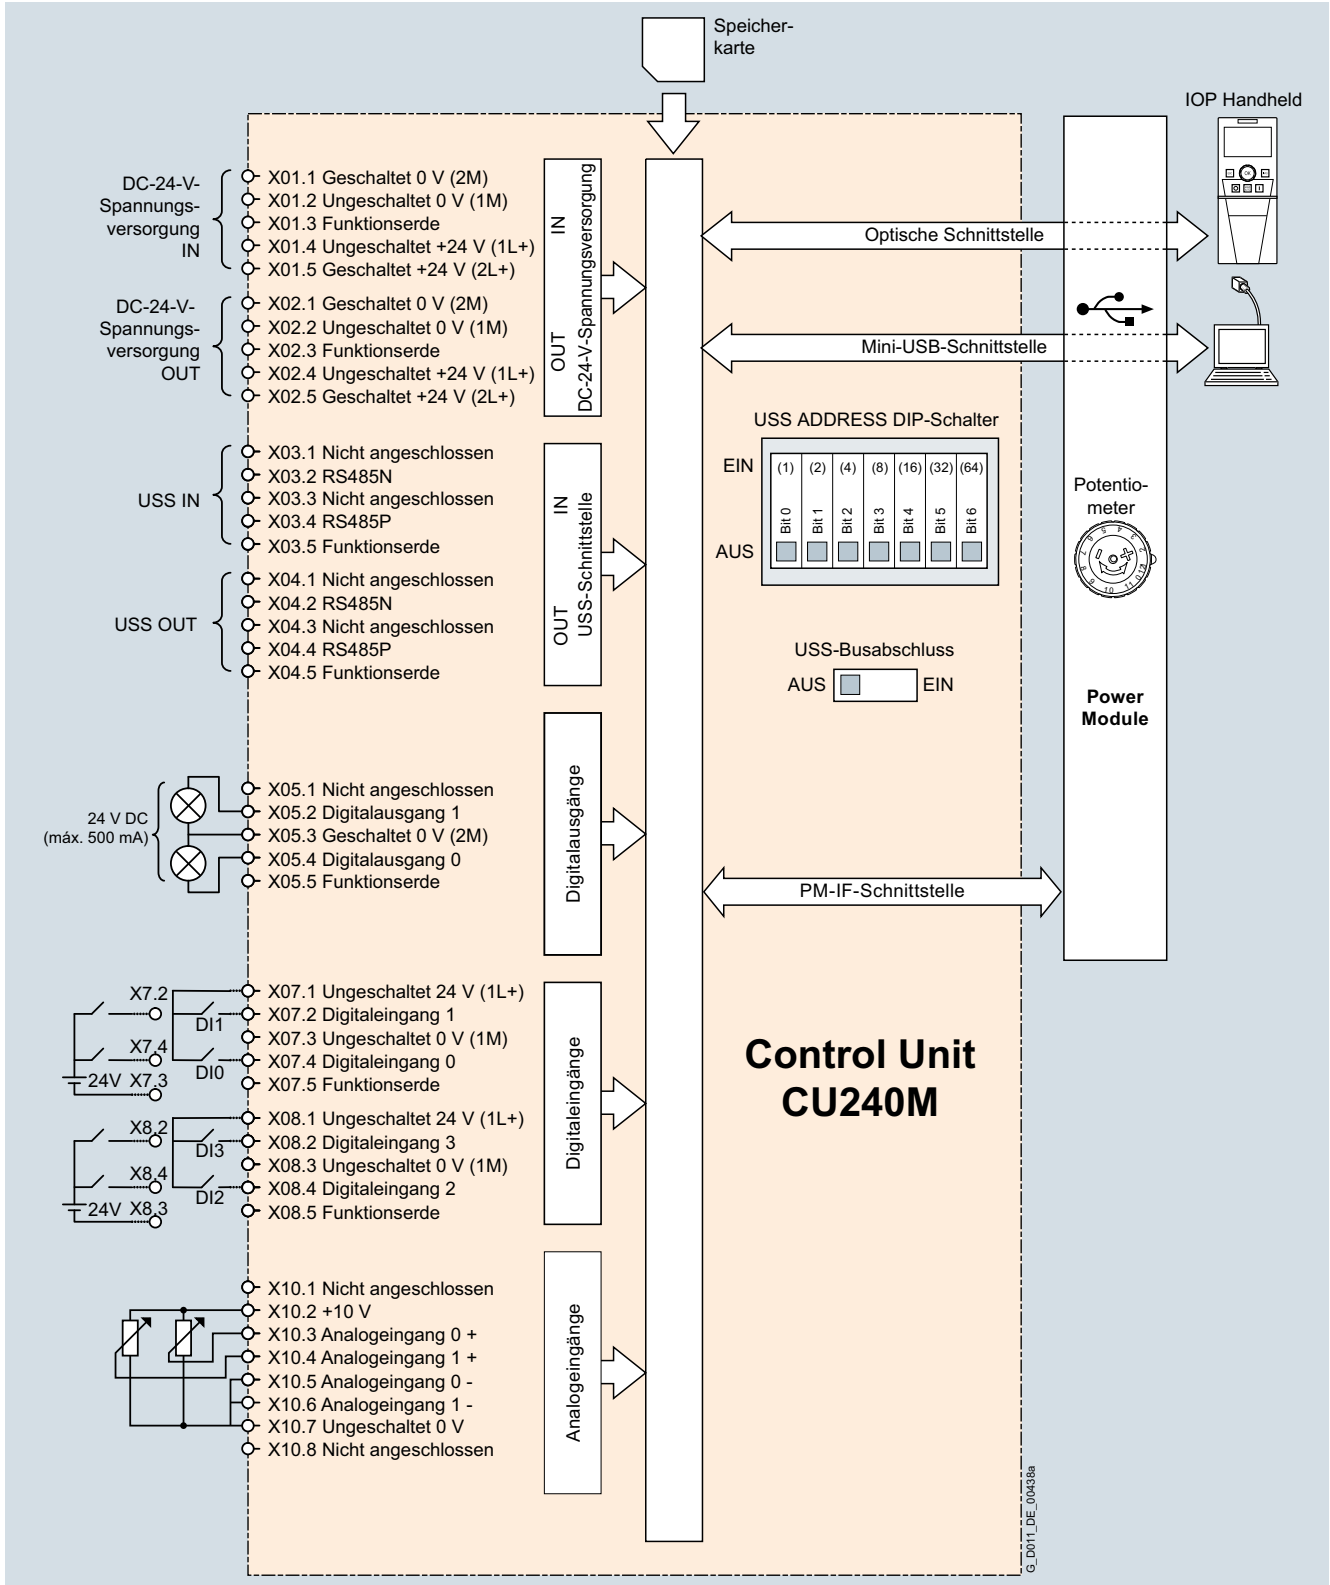 Speicher-
karte
IOP Handheld
DC-24-V-
Spannungs-
versorgung
IN
X01.1 Geschaltet 0 V (2M)
X01.2 Ungeschaltet 0 V (1M)
X01.3 Funktionserde
X01.4 Ungeschaltet +24 V (1L+)
X01.5 Geschaltet +24 V (2L+)
DC-24-V-
Spannungs-
versorgung
OUT
X02.1 Geschaltet 0 V (2M)
X02.2 Ungeschaltet 0 V (1M)
X02.3 Funktionserde
X02.4 Ungeschaltet +24 V (1L+)
X02.5 Geschaltet +24 V (2L+)
OUT IN
DC-24-V-Spannungsversorgung
Optische Schnittstelle
Mini-USB-Schnittstelle
USS ADDRESS DIP-Schalter
EIN
(1) (2) (4) (8) (16) (32) (64)
Bit 0 Bit 1 Bit 2 Bit 3 Bit 4 Bit 5 Bit 6
AUS
USS IN
X03.1 Nicht angeschlossen
X03.2 RS485N
X03.3 Nicht angeschlossen
X03.4 RS485P
X03.5 Funktionserde
USS OUT
X04.1 Nicht angeschlossen
X04.2 RS485N
X04.3 Nicht angeschlossen
X04.4 RS485P
X04.5 Funktionserde
OUT IN
USS-Schnittstelle
Potentio-
meter
USS-Busabschluss
AUS EIN
Power
Module
24 V DC
(máx. 500 mA)
X05.1 Nicht angeschlossen
X05.2 Digitalausgang 1
X05.3 Geschaltet 0 V (2M)
X05.4 Digitalausgang 0
X05.5 Funktionserde
Digitalausgänge
PM-IF-Schnittstelle
X7.2
DI1
X7.4
DI0
24V X7.3
X07.1 Ungeschaltet 24 V (1L+)
X07.2 Digitaleingang 1
X07.3 Ungeschaltet 0 V (1M)
X07.4 Digitaleingang 0
X07.5 Funktionserde
X8.2
DI3
X8.4
DI2
24V X8.3
X08.1 Ungeschaltet 24 V (1L+)
X08.2 Digitaleingang 3
X08.3 Ungeschaltet 0 V (1M)
X08.4 Digitaleingang 2
X08.5 Funktionserde
Digitaleingänge
Control Unit
CU240M
X10.1 Nicht angeschlossen
X10.2 +10 V
X10.3 Analogeingang 0 +
X10.4 Analogeingang 1 +
X10.5 Analogeingang 0 -
X10.6 Analogeingang 1 -
X10.7 Ungeschaltet 0 V
X10.8 Nicht angeschlossen
Analogeingänge
G_D011_DE_00438a